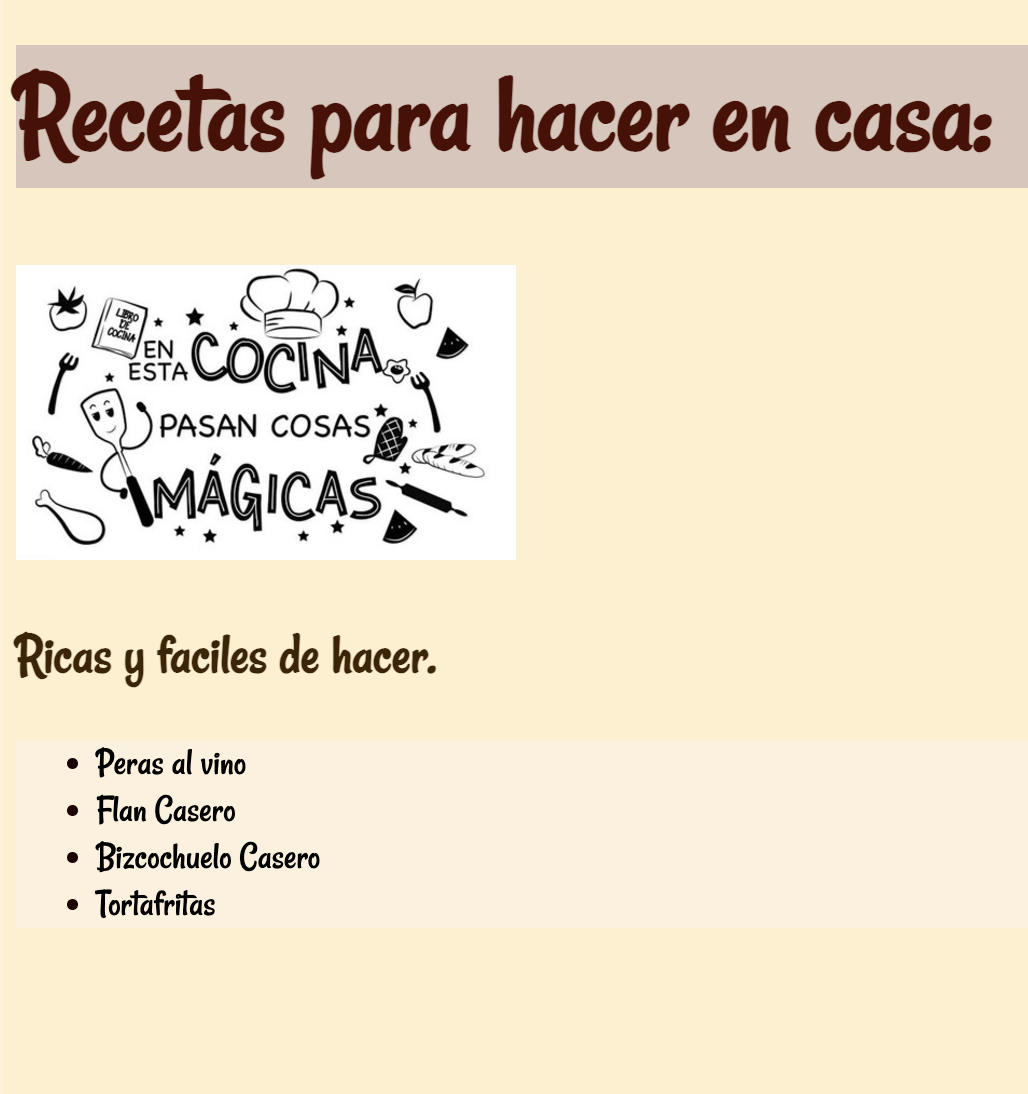 Recetas para hacer en casa:
LIBRO
DE
COCINA
EN
ESTA COCINA
PASAN COSAS
MÁGICAS
Ricas y faciles de hacer.
Peras al vino
Flan Casero
Bizcochuelo Casero
Tortafritas